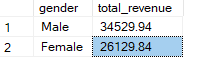 gender total_revenue
1 Male 34529.94
2 Female 26129.84